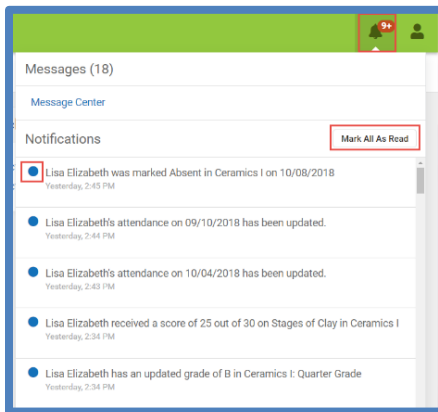 9+
Messages (18)
Message Center
Notifications
Mark All As Read
Lisa Elizabeth was marked Absent in Ceramics I on 10/08/2018
Yesterday, 2:45 PM
Lisa Elizabeth's attendance on 09/10/2018 has been updated.
Yesterday, 2:44 PM
Lisa Elizabeth's attendance on 10/04/2018 has been updated.
Yesterday, 2:43 PM
Lisa Elizabeth received a score of 25 out of 30 on Stages of Clay in Ceramics I
Yesterday, 2:34 PM
Lisa Elizabeth has an updated grade of B in Ceramics I: Quarter Grade
Yesterday, 2:34 PM